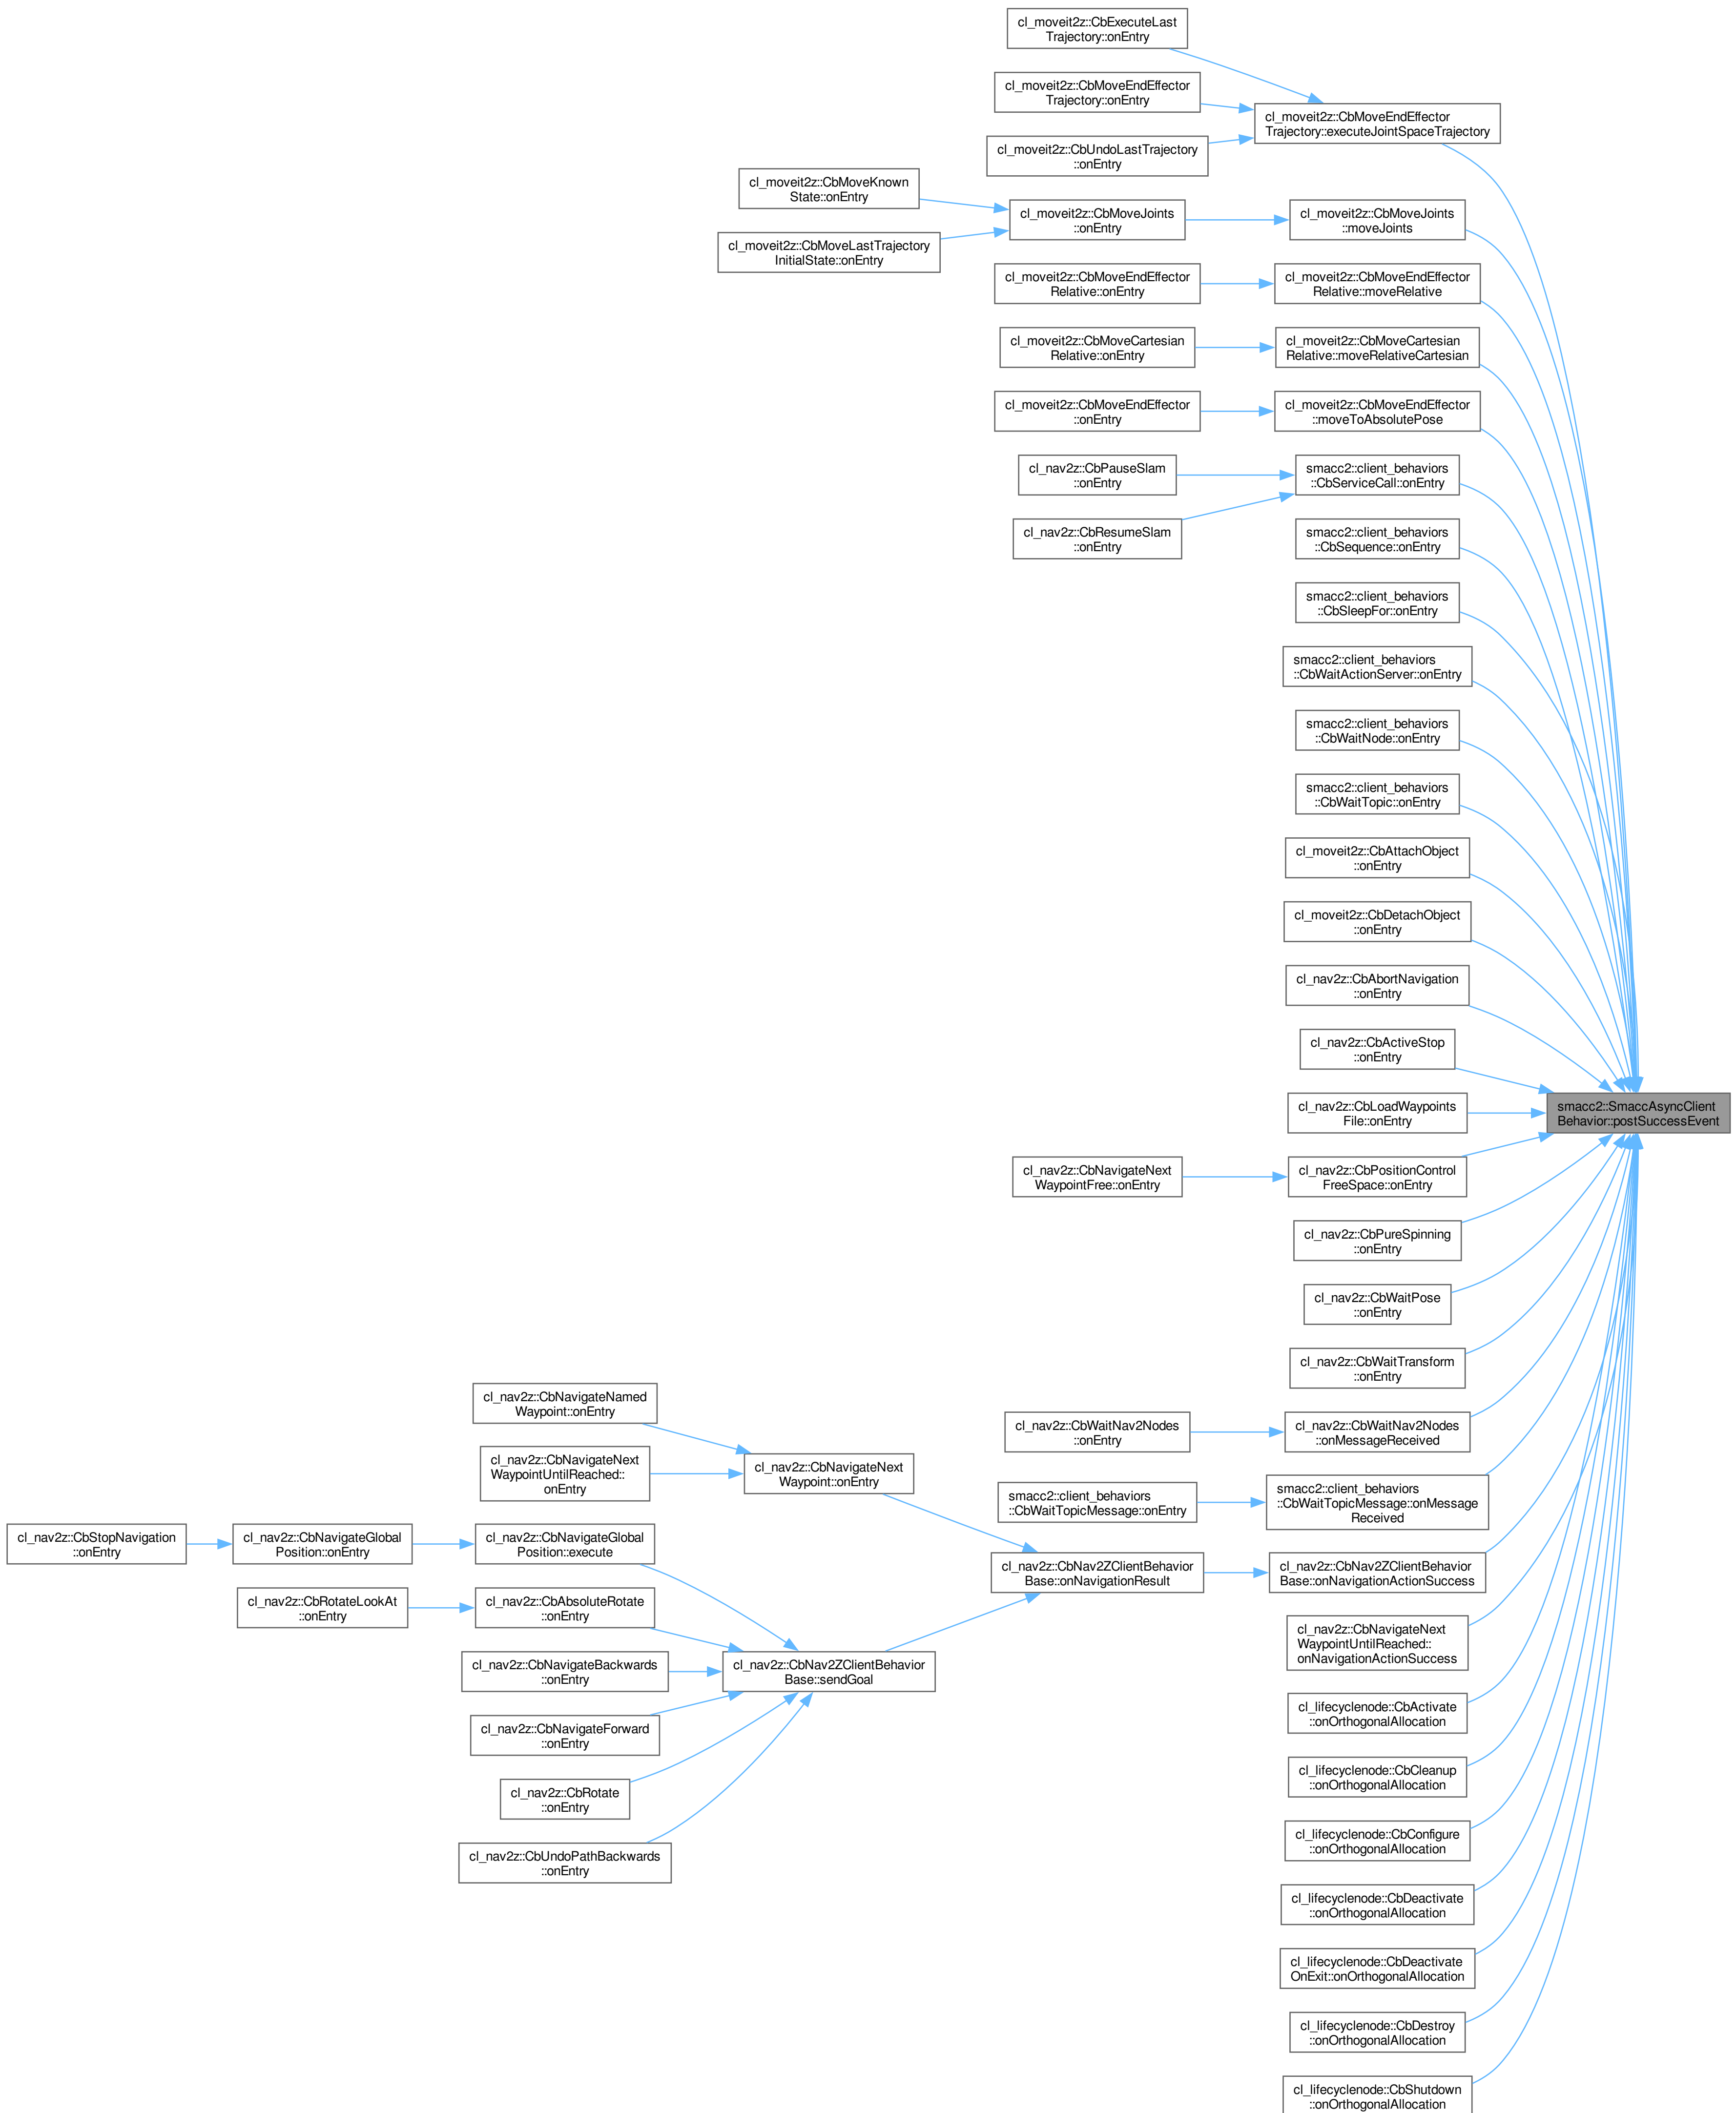 cl_moveit2z::CbExecuteLast
Trajectory::onEntry
cl_moveit2z::CbMoveEndEffector
Trajectory::onEntry
cl_moveit2z::CbMoveEndEffector
Trajectory::executeJointSpaceTrajectory
cl_moveit2z::CbUndoLastTrajectory
::onEntry
cl_moveit2z::CbMoveKnown
State::onEntry
cl_moveit2z::CbMoveJoints
::onEntry
cl_moveit2z::CbMoveJoints
::moveJoints
cl_moveit2z::CbMoveLastTrajectory
InitialState::onEntry
cl_moveit2z::CbMoveEndEffector
Relative::onEntry
cl_moveit2z::CbMoveEndEffector
Relative::moveRelative
cl_moveit2z::CbMoveCartesian
Relative::onEntry
cl_moveit2z::CbMoveCartesian
Relative::moveRelativeCartesian
cl_moveit2z::CbMoveEndEffector
::onEntry
cl_moveit2z::CbMoveEndEffector
::moveToAbsolutePose
cl_nav2z::CbPauseSlam
::onEntry
smacc2::client_behaviors
::CbServiceCall::onEntry
cl_nav2z::CbResumeSlam
::onEntry
smacc2::client_behaviors
::CbSequence::onEntry
smacc2::client_behaviors
::CbSleepFor::onEntry
smacc2::client_behaviors
::CbWaitActionServer::onEntry
smacc2::client_behaviors
::CbWaitNode::onEntry
smacc2::client_behaviors
::CbWaitTopic::onEntry
cl_moveit2z::CbAttachObject
::onEntry
cl_moveit2z::CbDetachObject
::onEntry
cl_nav2z::CbAbortNavigation
::onEntry
cl_nav2z::CbActiveStop
::onEntry
cl_nav2z::CbLoadWaypoints
File::onEntry
smacc2::SmaccAsyncClient
Behavior::postSuccessEvent
cl_nav2z::CbNavigateNext
WaypointFree::onEntry
cl_nav2z::CbPositionControl
FreeSpace::onEntry
cl_nav2z::CbPureSpinning
::onEntry
cl_nav2z::CbWaitPose
::onEntry
cl_nav2z::CbWaitTransform
::onEntry
cl_nav2z::CbNavigateNamed
Waypoint::onEntry
cl_nav2z::CbWaitNav2Nodes
::onEntry
cl_nav2z::CbWaitNav2Nodes
::onMessageReceived
cl_nav2z::CbNavigateNext
WaypointUntilReached::
onEntry
cl_nav2z::CbNavigateNext
Waypoint::onEntry
smacc2::client_behaviors
::CbWaitTopicMessage::onEntry
smacc2::client_behaviors
::CbWaitTopicMessage::onMessage
Received
cl_nav2z::CbStopNavigation
::onEntry
cl_nav2z::CbNavigateGlobal
Position::onEntry
cl_nav2z::CbNavigateGlobal
Position::execute
cl_nav2z::CbNav2ZClientBehavior
Base::onNavigationResult
cl_nav2z::CbNav2ZClientBehavior
Base::onNavigationActionSuccess
cl_nav2z::CbRotateLookAt
::onEntry
cl_nav2z::CbAbsoluteRotate
::onEntry
cl_nav2z::CbNavigateNext
WaypointUntilReached::
onNavigationActionSuccess
cl_nav2z::CbNavigateBackwards
::onEntry
cl_nav2z::CbNav2ZClientBehavior
Base::sendGoal
cl_lifecyclenode::CbActivate
::onOrthogonalAllocation
cl_nav2z::CbNavigateForward
::onEntry
cl_lifecyclenode::CbCleanup
::onOrthogonalAllocation
cl_nav2z::CbRotate
::onEntry
cl_lifecyclenode::CbConfigure
::onOrthogonalAllocation
cl_nav2z::CbUndoPathBackwards
::onEntry
cl_lifecyclenode::CbDeactivate
::onOrthogonalAllocation
cl_lifecyclenode::CbDeactivate
OnExit::onOrthogonalAllocation
cl_lifecyclenode::CbDestroy
::onOrthogonalAllocation
cl_lifecyclenode::CbShutdown
::onOrthogonalAllocation